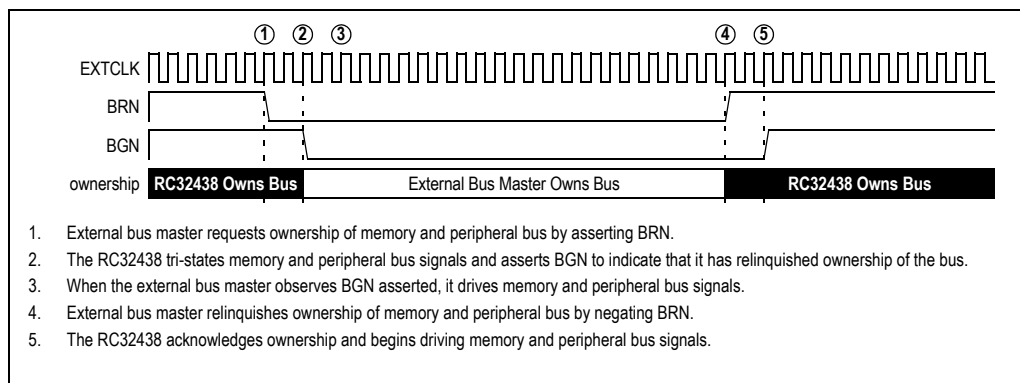 ① ② ③ ④ ⑤
EXTCLK
BRN
BGN
ownership RC32438 Owns Bus External Bus Master Owns Bus RC32438 Owns Bus
1. External bus master requests ownership of memory and peripheral bus by asserting BRN.
2. The RC32438 tri-states memory and peripheral bus signals and asserts BGN to indicate that it has relinquished ownership of the bus.
3. When the external bus master observes BGN asserted, it drives memory and peripheral bus signals.
4. External bus master relinquishes ownership of memory and peripheral bus by negating BRN.
5. The RC32438 acknowledges ownership and begins driving memory and peripheral bus signals.